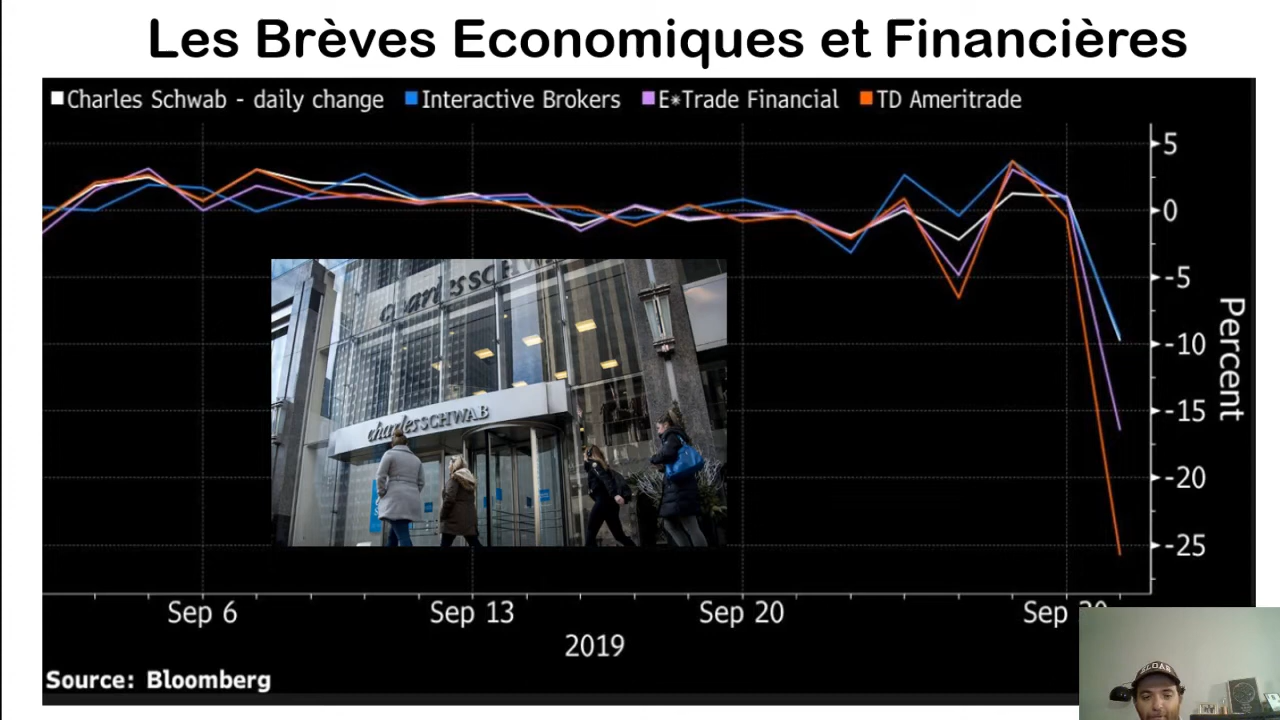 Les Brèves Economiques et Financières
Charles Schwab - daily change Interactive Brokers E*Trade Financial TD Ameritrade
5
0
-5
-10
-15
-20
-25
Percent
charles SCHWAB
Sep 6 Sep 13 Sep 20 Sep
2019
Source: Bloomberg